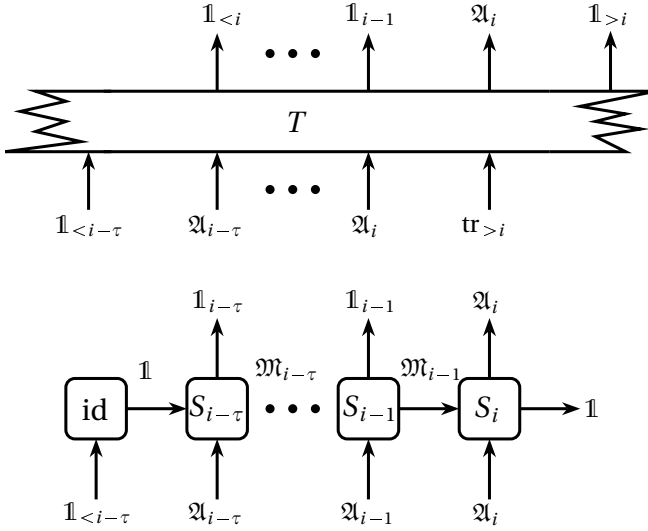 𝟙<i • • • 𝟙i−1 𝔄i 𝟙>i
T
𝟙<i−τ 𝔄i−τ • • • 𝔄i tr>i
𝟙i−τ 𝟙i−1 𝔄i
𝟙 𝔐i−τ 𝔐i−1
id Si−τ • • • Si−1 Si 𝟙
𝟙<i−τ 𝔄i−τ 𝔄i−1 𝔄i